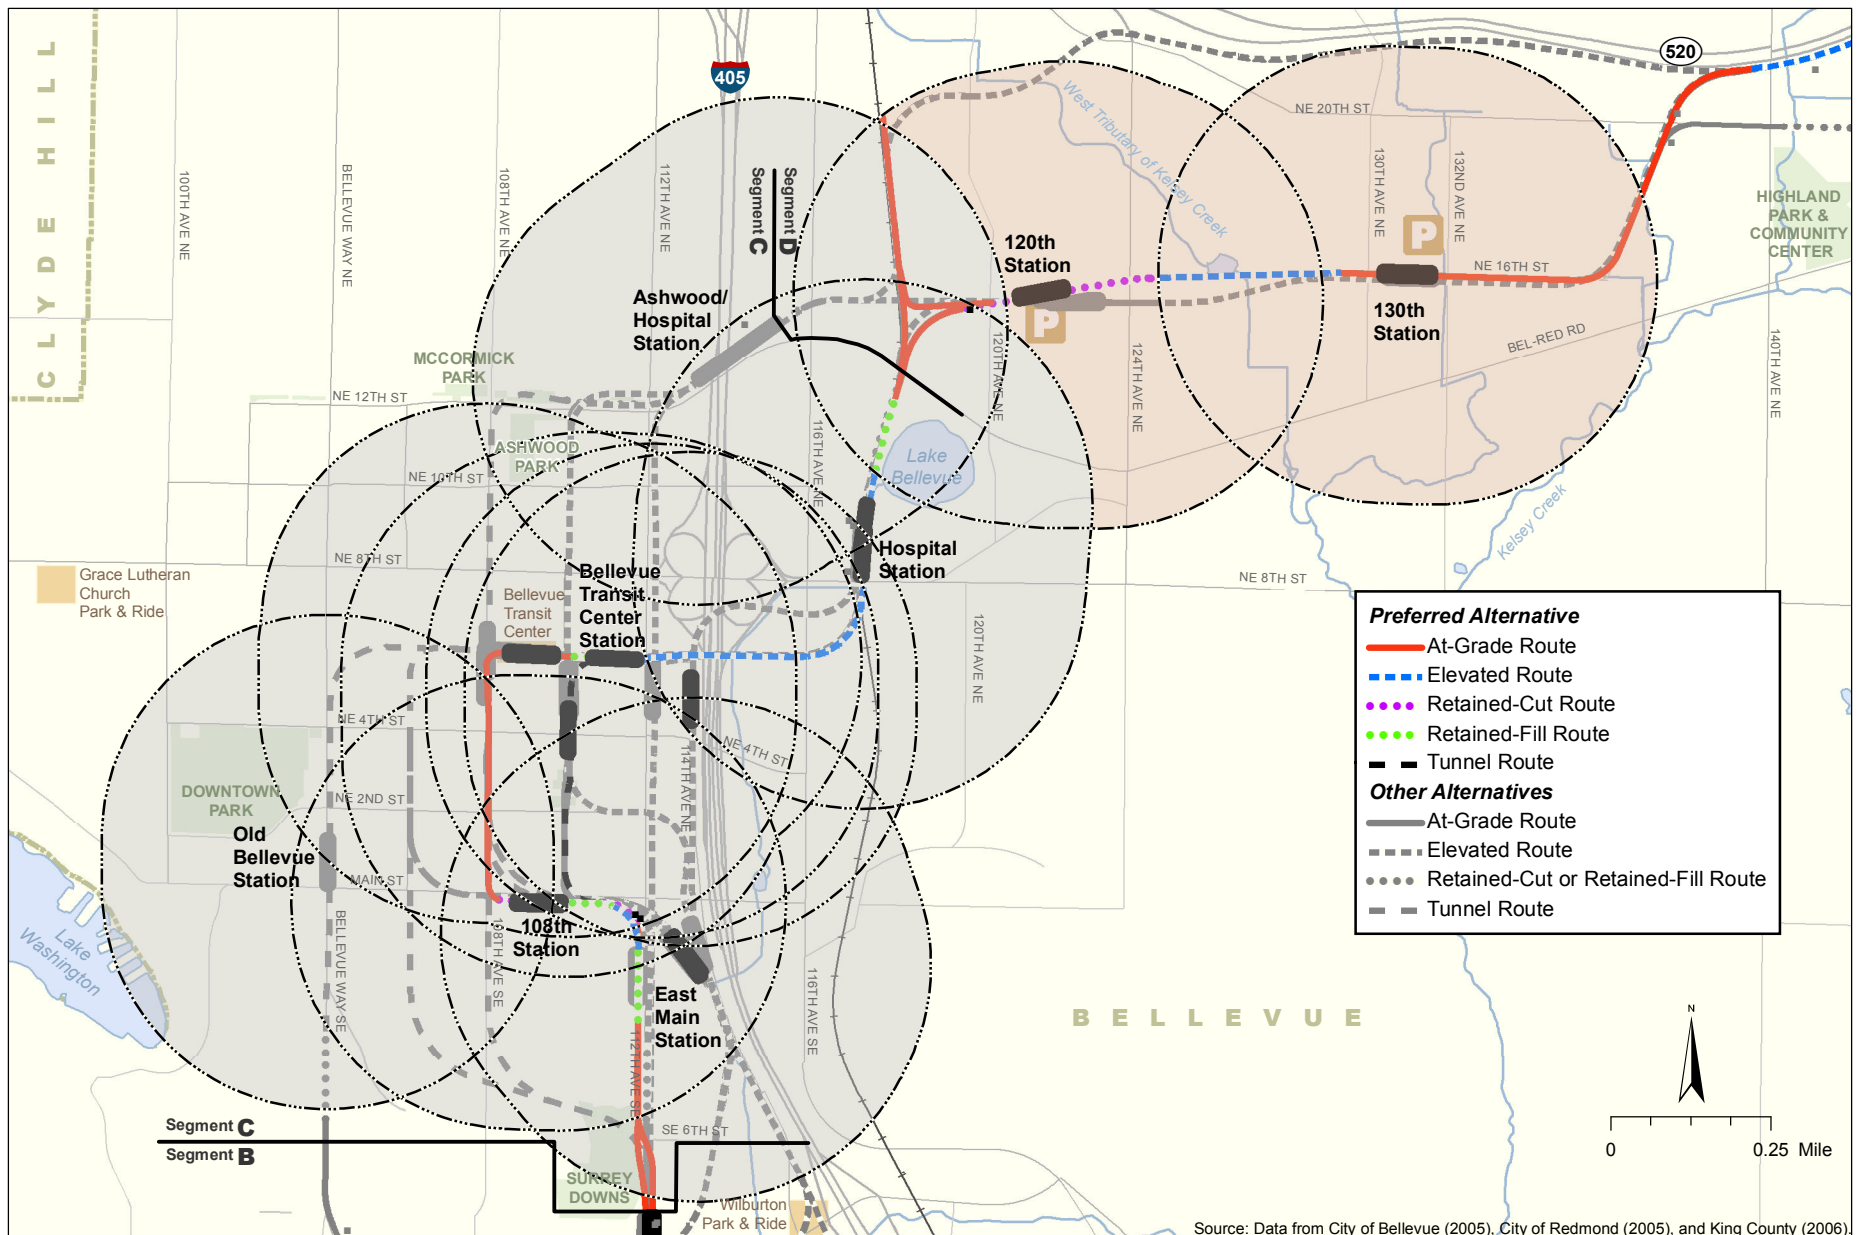 CLYDE HILL
405
520
NE 20TH ST
West Tributary of Kelsey Creek
100TH AVE NE
BELLEVUE WAY NE
108TH AVE NE
112TH AVE NE
Segment C
Segment D
130TH AVE NE
132ND AVE NE
HIGHLAND
PARK &
COMMUNITY
CENTER
P
120th
Station
NE 16TH ST
130th
Station
P
Ashwood/
Hospital
Station
BEL-RED RD
120TH AVE NE
124TH AVE NE
140TH AVE NE
MCCORMICK
PARK
NE 12TH ST
116TH AVE NE
ASHWOOD
PARK
NE 10TH ST
Lake
Bellevue
Kelsey Creek
Hospital
Station
NE 8TH ST
NE 8TH ST
Grace Lutheran
Church
Park & Ride
Bellevue
Transit
Center
Bellevue
Transit
Center
Station
120TH AVE NE
NE 4TH ST
NE 4TH ST
114TH AVE NE
DOWNTOWN
PARK
NE 2ND ST
Old
Bellevue
Station
MAIN ST
108th
Station
108TH AVE SE
BELLEVUE WAY SE
Lake
Washington
East
Main
Station
112TH AVE SE
116TH AVE SE
BELLEVUE
Segment C
Segment B
SE 6TH ST
SURREY
DOWNS
Wilburton
Park & Ride
Preferred Alternative
At-Grade Route
Elevated Route
Retained-Cut Route
Retained-Fill Route
Tunnel Route
Other Alternatives
At-Grade Route
Elevated Route
Retained-Cut or Retained-Fill Route
Tunnel Route
N
0 0.25 Mile
Source: Data from City of Bellevue (2005), City of Redmond (2005), and King County (2006).